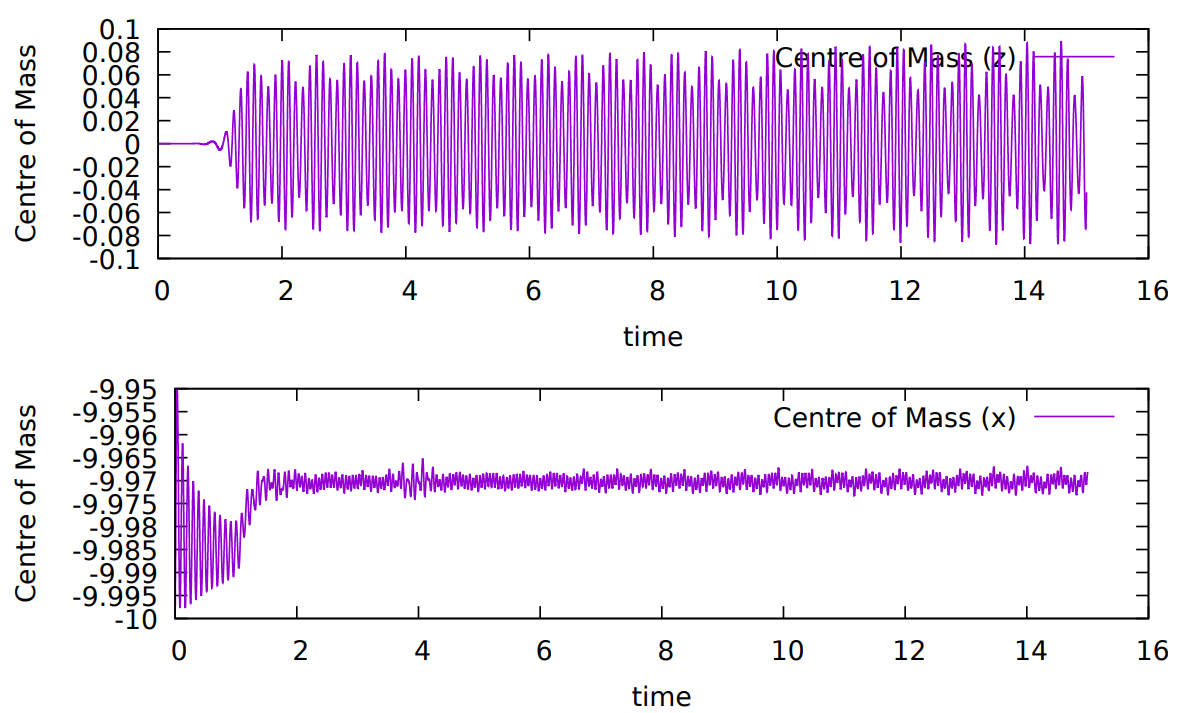 0.1
0.08
0.06
0.04
0.02
0
-0.02
-0.04
-0.06
-0.08
-0.1
Centre of Mass
Centre of Mass (z)
0 2 4 6 8 10 12 14 16
time
-9.95
-9.955
-9.96
-9.965
-9.97
-9.975
-9.98
-9.985
-9.99
-9.995
-10
Centre of Mass
Centre of Mass (x)
0 2 4 6 8 10 12 14 16
time